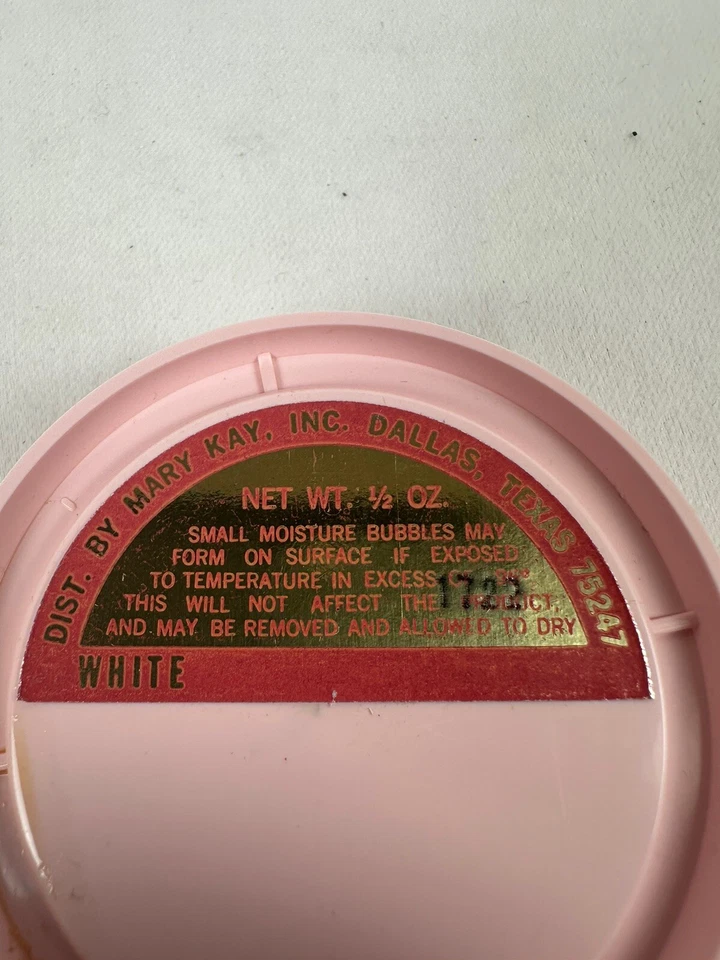 DIST. BY MARY KAY, INC. DALLAS, TEXAS 75247
NET WT. ½ OZ.
SMALL MOISTURE BUBBLES MAY
FORM ON SURFACE IF EXPOSED
TO TEMPERATURE IN EXCESS
THIS WILL NOT AFFECT THE PRODUCT,
AND MAY BE REMOVED AND ALLOWED TO DRY
WHITE